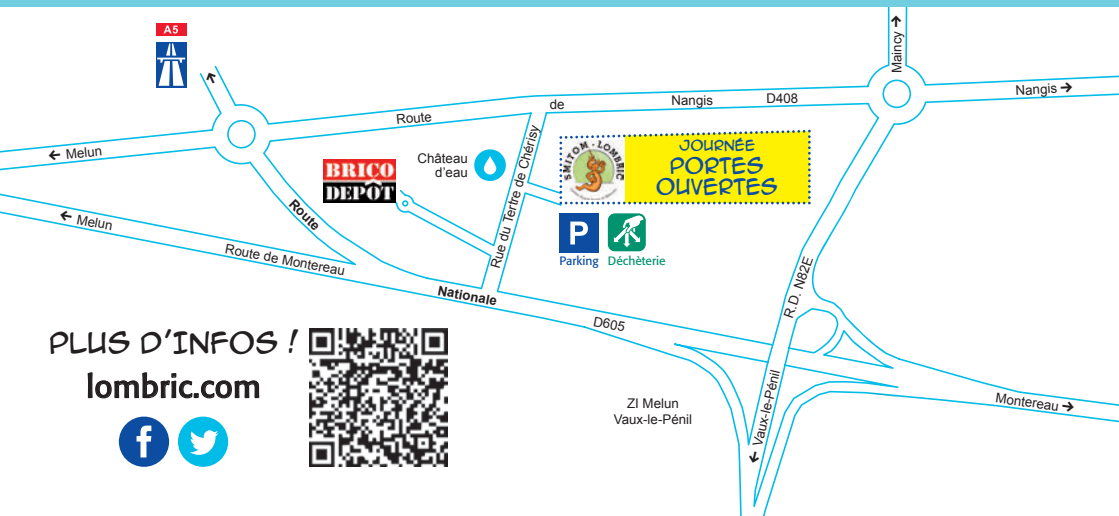 A5
Maincy →
Nangis →
Route
de
Nangis
D408
← Melun
BRICO
DEPÔT
Château
d'eau
Rue du Tertre de Chérisy
SMITOM - LOMBRIC
JOURNÉE
PORTES
OUVERTES
P
Parking
Déchèterie
← Melun
Route
Route de Montereau
Nationale
D605
R.D. N82E
← Vaux-le-Pénil
Montereau →
ZI Melun
Vaux-le-Pénil
PLUS D'INFOS !
lombric.com
f